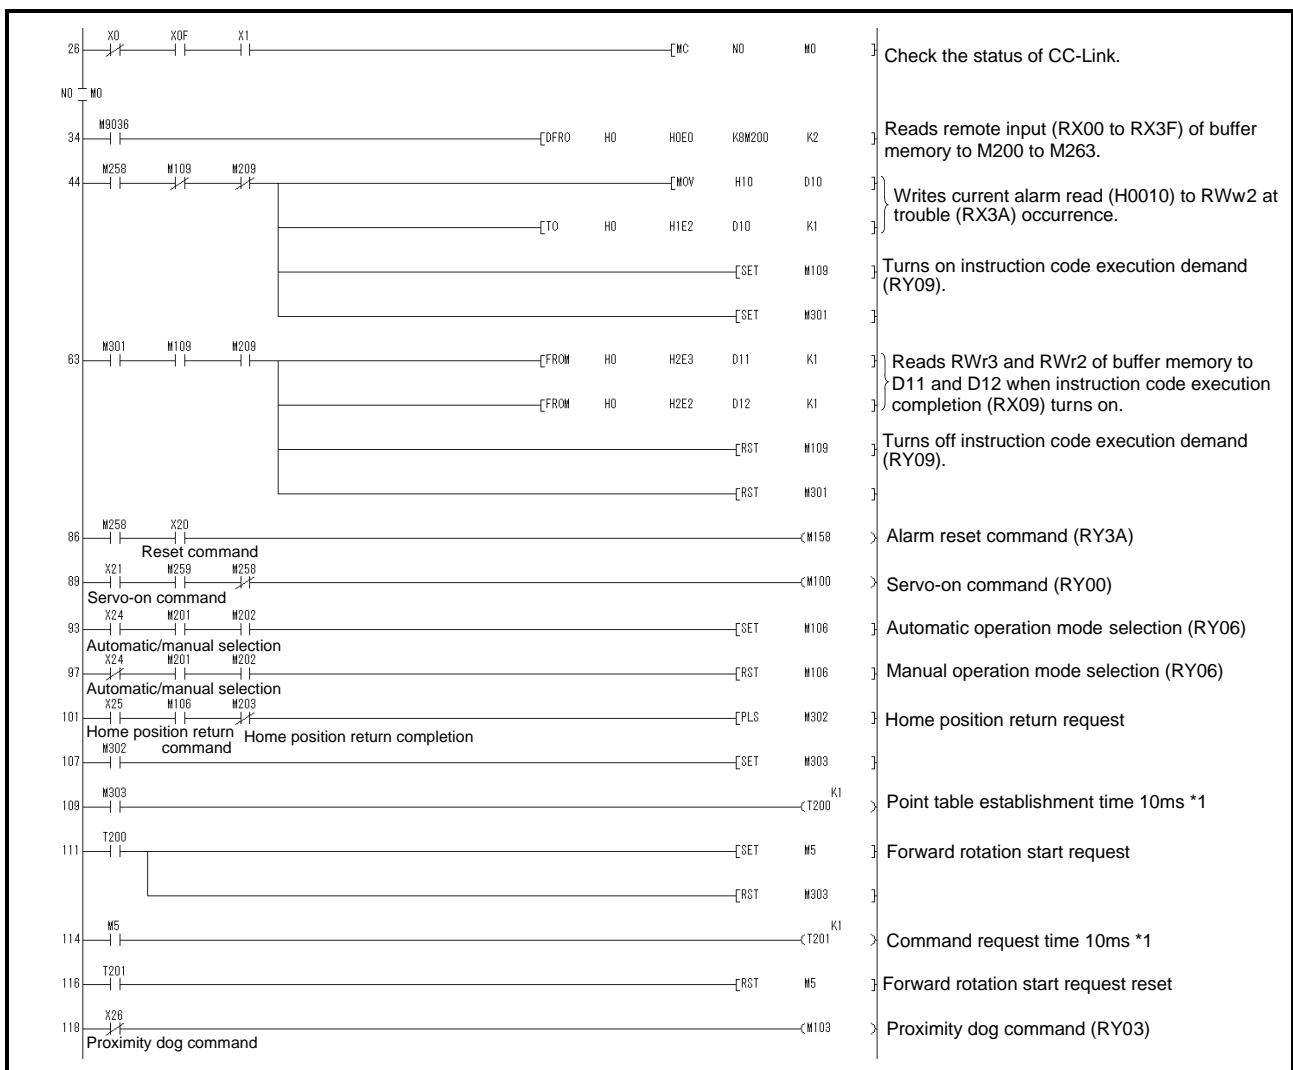 X0 X0F X1
26 [MC N0 M0 ] Check the status of CC-Link.
N0 M0
M9036
34 [DFRO H0 H0E0 K8M200 K2 ] Reads remote input (RX00 to RX3F) of buffer
memory to M200 to M263.
M258 M109 M209
44 [MOV H10 D10 ] Writes current alarm read (H0010) to RWw2 at
trouble (RX3A) occurrence.
[TO H0 H1E2 D10 K1 ]
[SET M109 ] Turns on instruction code execution demand
(RY09).
[SET M301 ]
M301 M109 M209
63 [FROM H0 H2E3 D11 K1 ] Reads RWr3 and RWr2 of buffer memory to
D11 and D12 when instruction code execution
[FROM H0 H2E2 D12 K1 ] completion (RX09) turns on.
[RST M109 ] Turns off instruction code execution demand
(RY09).
[RST M301 ]
M258 X20
86 (M158 ) Alarm reset command (RY3A)
Reset command
X21 M259 M258
89 (M100 ) Servo-on command (RY00)
Servo-on command
X24 M201 M202
93 [SET M106 ] Automatic operation mode selection (RY06)
Automatic/manual selection
X24 M201 M202
97 [RST M106 ] Manual operation mode selection (RY06)
Automatic/manual selection
X25 M106 M203
101 [PLS M302 ] Home position return request
Home position return command Home position return completion
M302
107 [SET M303 ]
M303 K1
109 (T200 ) Point table establishment time 10ms *1
T200
111 [SET M5 ] Forward rotation start request
[RST M303 ]
M5 K1
114 (T201 ) Command request time 10ms *1
T201
116 [RST M5 ] Forward rotation start request reset
X26
118 (M103 ) Proximity dog command (RY03)
Proximity dog command